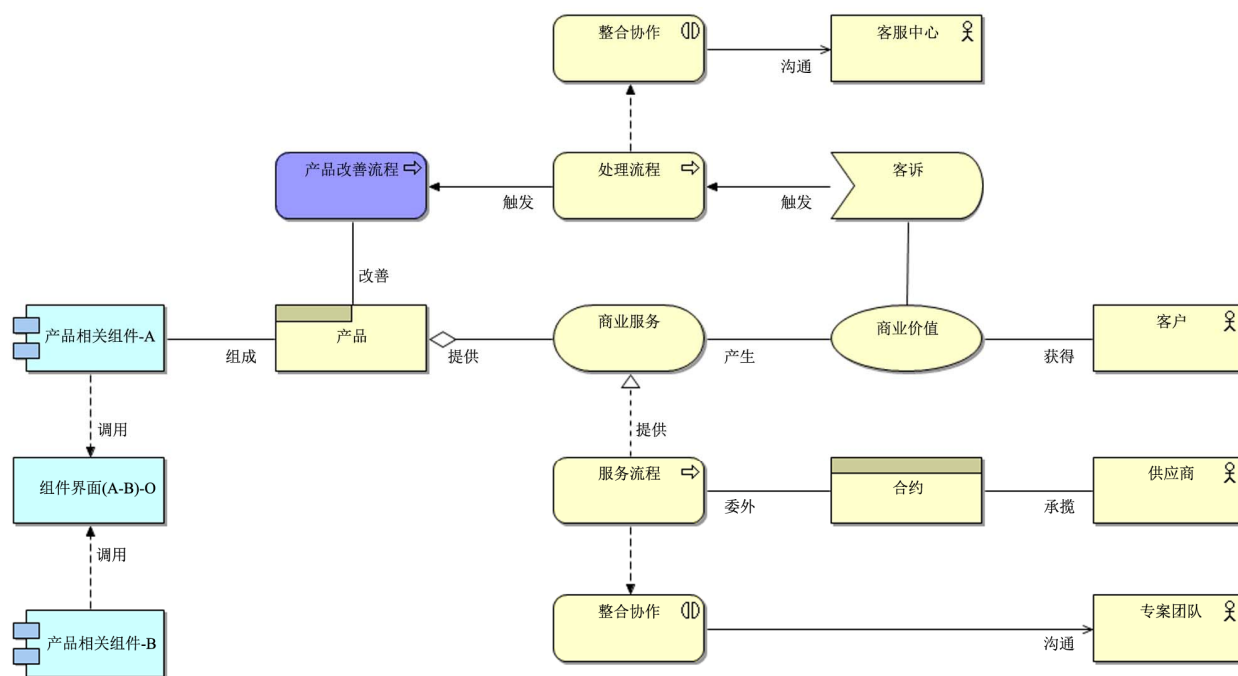 整合协作
客服中心
沟通
产品改善流程
处理流程
客诉
触发
触发
改善
产品相关组件-A
产品
商业服务
商业价值
客户
组成
提供
产生
获得
调用
提供
组件界面(A-B)-O
服务流程
合约
供应商
委外
承揽
调用
产品相关组件-B
整合协作
专案团队
沟通